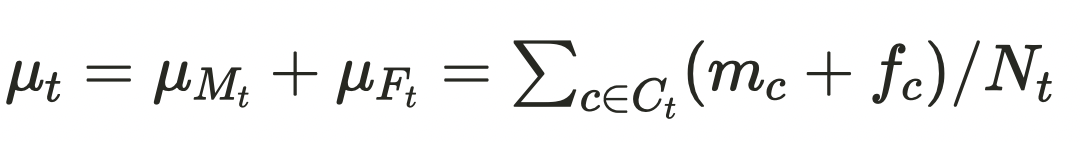 μ_t = μ_{M_t} + μ_{F_t} = ∑_{c∈C_t}(m_c + f_c)/N_t